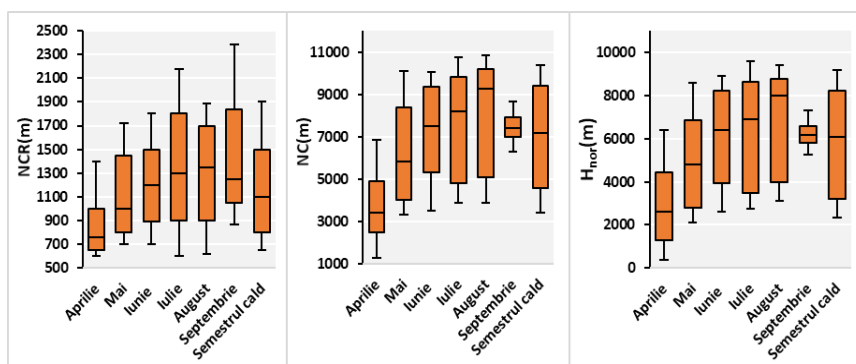 NCR(m)
2500
2300
2100
1900
1700
1500
1300
1100
900
700
500
Aprilie
Mai
Iunie
Iulie
August
Septembrie
Semestrul cald
NC(m)
11000
9000
7000
5000
3000
1000
Aprilie
Mai
Iunie
Iulie
August
Septembrie
Semestrul cald
Hnor(m)
10000
8000
6000
4000
2000
0
Aprilie
Mai
Iunie
Iulie
August
Septembrie
Semestrul cald